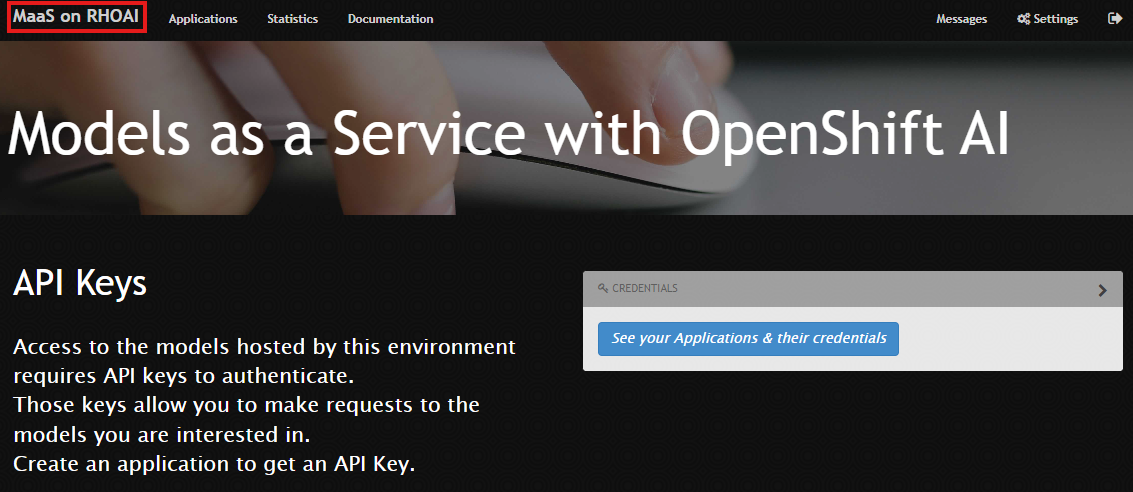 MaaS on RHOAI Applications Statistics Documentation Messages Settings
Models as a Service with OpenShift AI
API Keys
CREDENTIALS
See your Applications & their credentials
Access to the models hosted by this environment
requires API keys to authenticate.
Those keys allow you to make requests to the
models you are interested in.
Create an application to get an API Key.